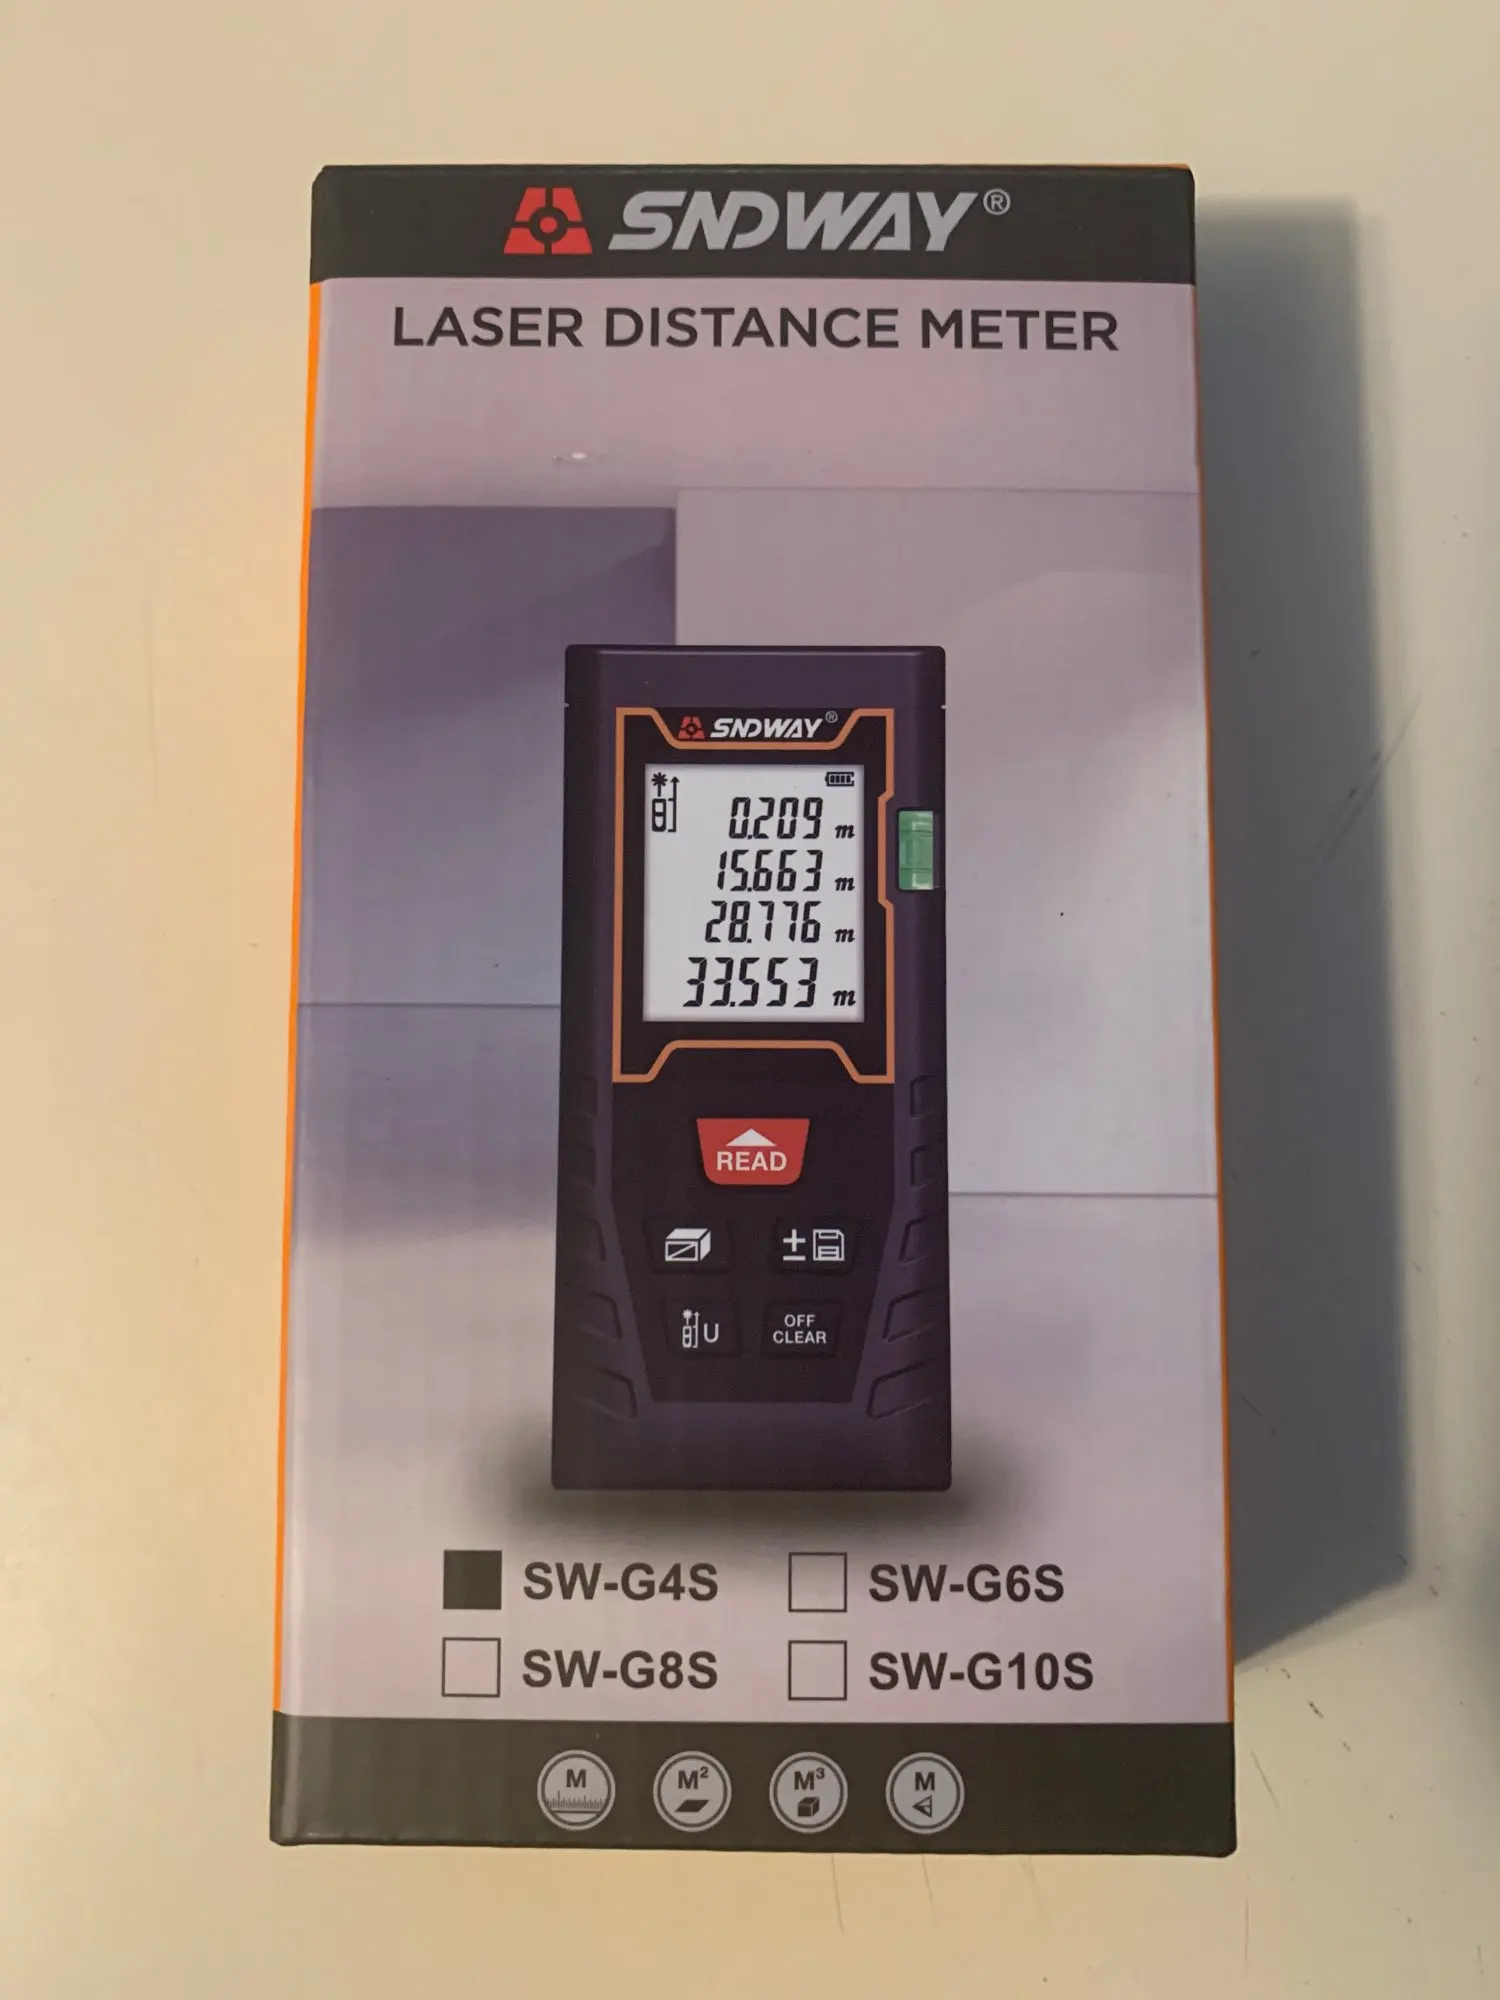 SNDWAY®
LASER DISTANCE METER
SNDWAY®
0.209 m
15.663 m
28.776 m
33.553 m
READ
±
U
OFF
CLEAR
SW-G4S
SW-G6S
SW-G8S
SW-G10S
M
M²
M³
M